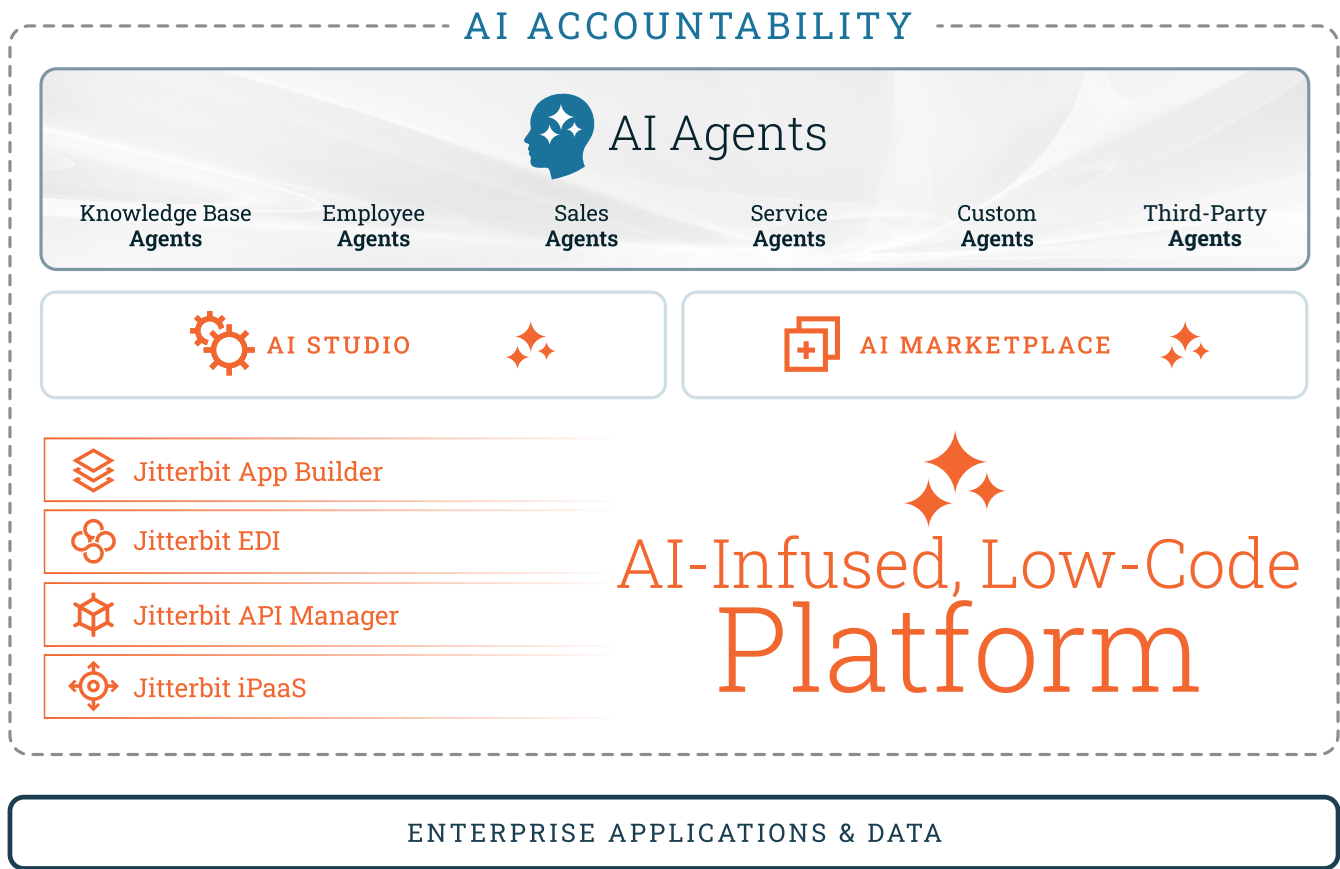 AI ACCOUNTABILITY
AI Agents
Knowledge Base
Agents
Employee
Agents
Sales
Agents
Service
Agents
Custom
Agents
Third-Party
Agents
AI STUDIO
AI MARKETPLACE
Jitterbit App Builder
Jitterbit EDI
Jitterbit API Manager
Jitterbit iPaaS
AI-Infused, Low-Code
Platform
ENTERPRISE APPLICATIONS & DATA